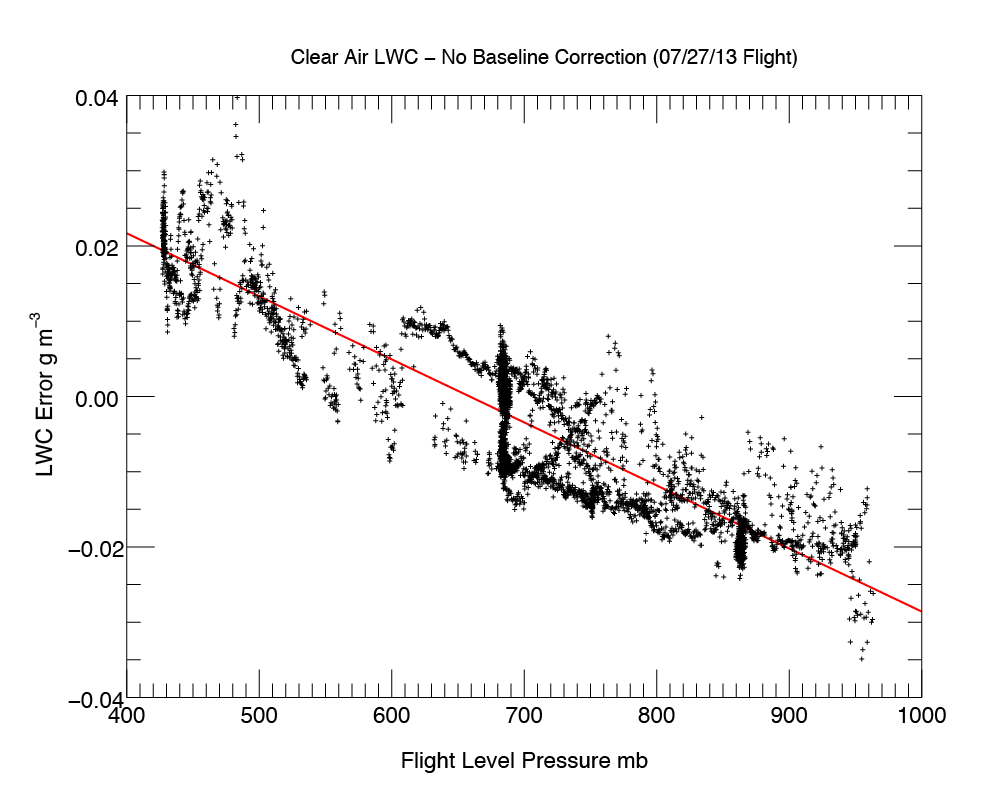 Clear Air LWC − No Baseline Correction (07/27/13 Flight)
0.04
0.02
0.00
−0.02
−0.04
LWC Error g m⁻³
400 500 600 700 800 900 1000
Flight Level Pressure mb